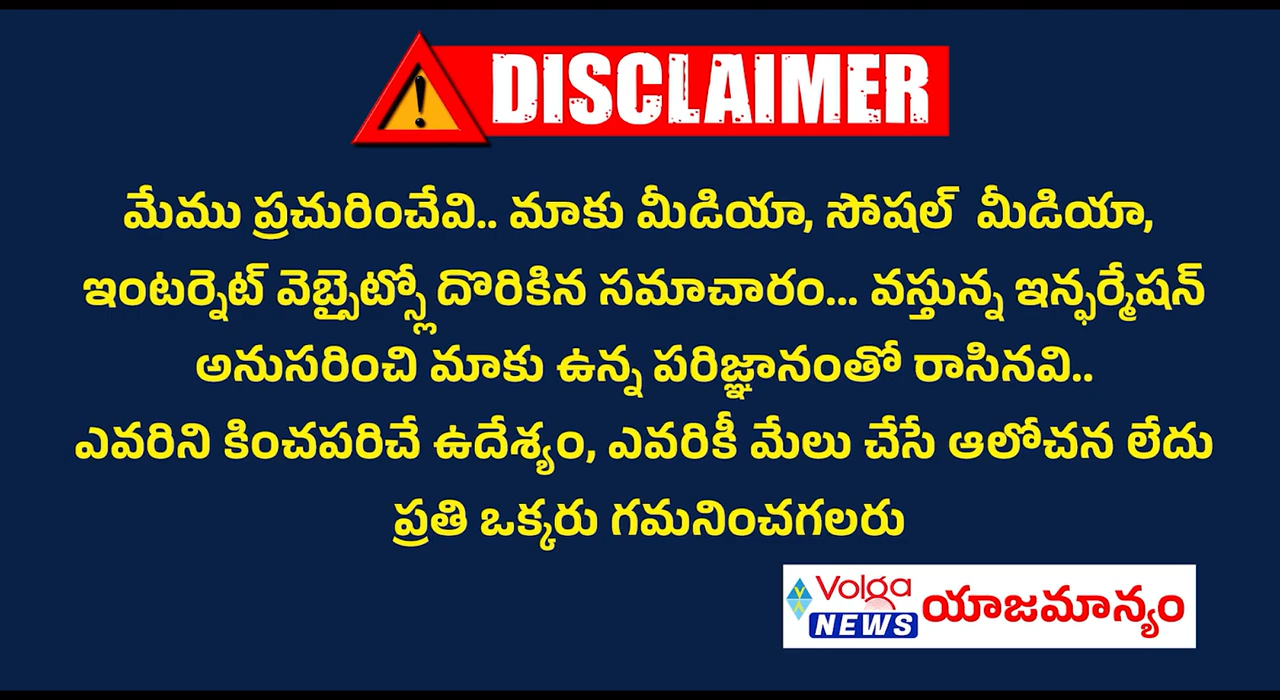 DISCLAIMER
మేము ప్రచురించేవి.. మాకు మీడియా, సోషల్ మీడియా,
ఇంటర్నెట్ వెబ్సైట్స్లో దొరికిన సమాచారం... వస్తున్న ఇన్ఫర్మేషన్
అనుసరించి మాకు ఉన్న పరిజ్ఞానంతో రాసినవి..
ఎవరిని కించపరిచే ఉదేశ్యం, ఎవరికీ మేలు చేసే ఆలోచన లేదు
ప్రతి ఒక్కరు గమనించగలరు
Volga NEWS యాజమాన్యం